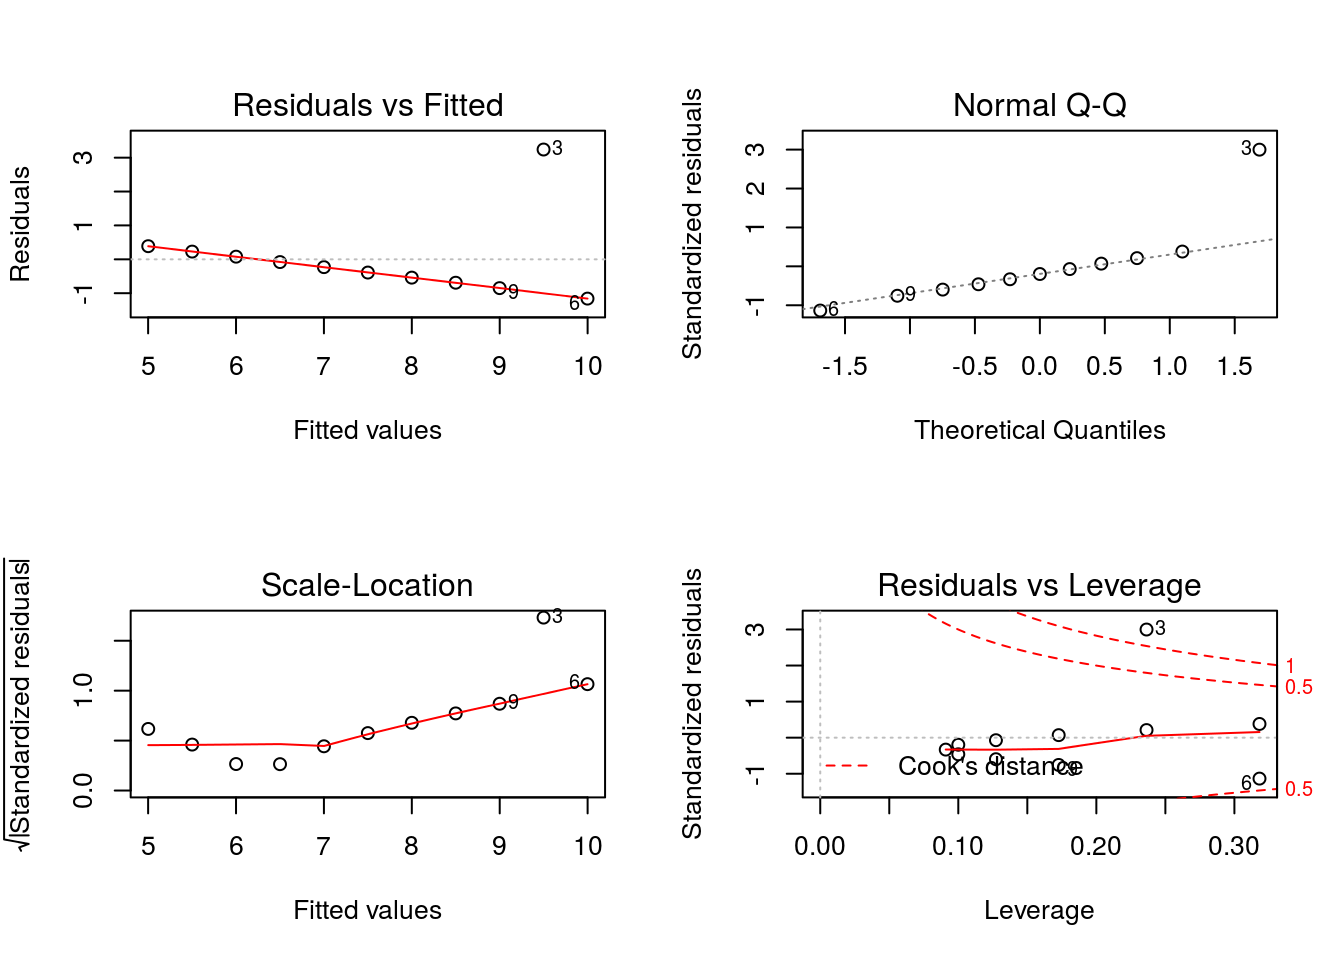 Residuals vs Fitted
Residuals
3
1
-1
3
9
6
5 6 7 8 9 10
Fitted values
Normal Q-Q
Standardized residuals
3
2
1
-1
3
9
6
-1.5 -0.5 0.0 0.5 1.0 1.5
Theoretical Quantiles
Scale-Location
√|Standardized residuals|
1.0
0.0
3
6
9
5 6 7 8 9 10
Fitted values
Residuals vs Leverage
Standardized residuals
3
1
-1
3
1
0.5
9
Cook's distance
6
0.5
0.00 0.10 0.20 0.30
Leverage